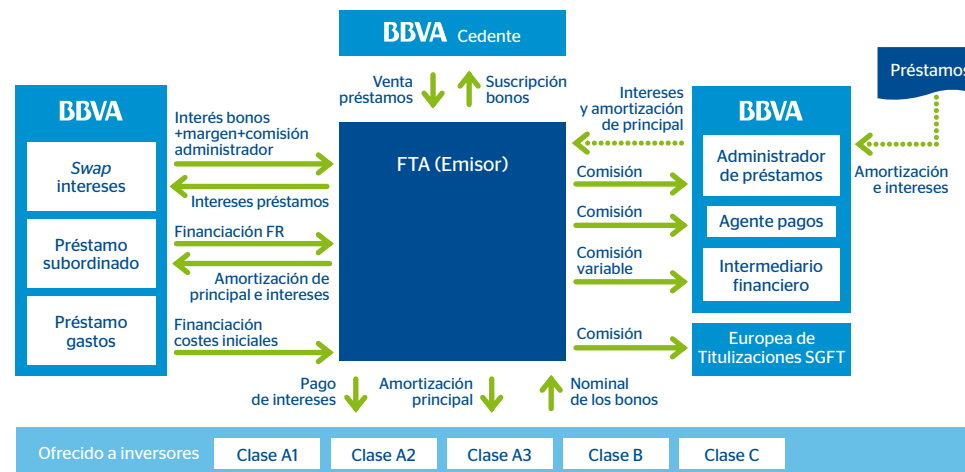 BBVA Cedente
Venta
préstamos
Suscripción
bonos
Préstamos
BBVA
Swap
intereses
Préstamo
subordinado
Préstamo
gastos
Interés bonos
+margen+comisión
administrador
Intereses préstamos
Financiación FR
Amortización de
principal e intereses
Financiación
costes iniciales
FTA (Emisor)
Intereses
y amortización
de principal
Comisión
Comisión
Comisión
variable
Comisión
BBVA
Administrador
de préstamos
Agente pagos
Intermediario
financiero
Amortización
e intereses
Europea de
Titulizaciones SGFT
Pago
de intereses
Amortización
principal
Nominal
de los bonos
Ofrecido a inversores
Clase A1
Clase A2
Clase A3
Clase B
Clase C